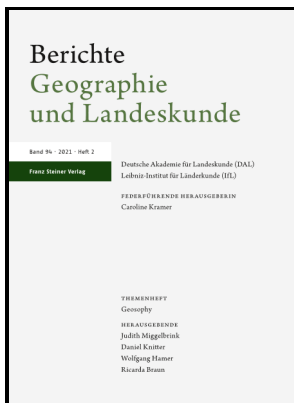 Berichte
Geographie
und Landeskunde
Band 94 · 2021 · Heft 2
Franz Steiner Verlag
Deutsche Akademie für Landeskunde (DAL)
Leibniz-Institut für Länderkunde (IfL)
FEDERFÜHRENDE HERAUSGEBERIN
Caroline Kramer
THEMENHEFT
Geosophy
HERAUSGEBENDE
Judith Miggelbrink
Daniel Knitter
Wolfgang Hamer
Ricarda Braun